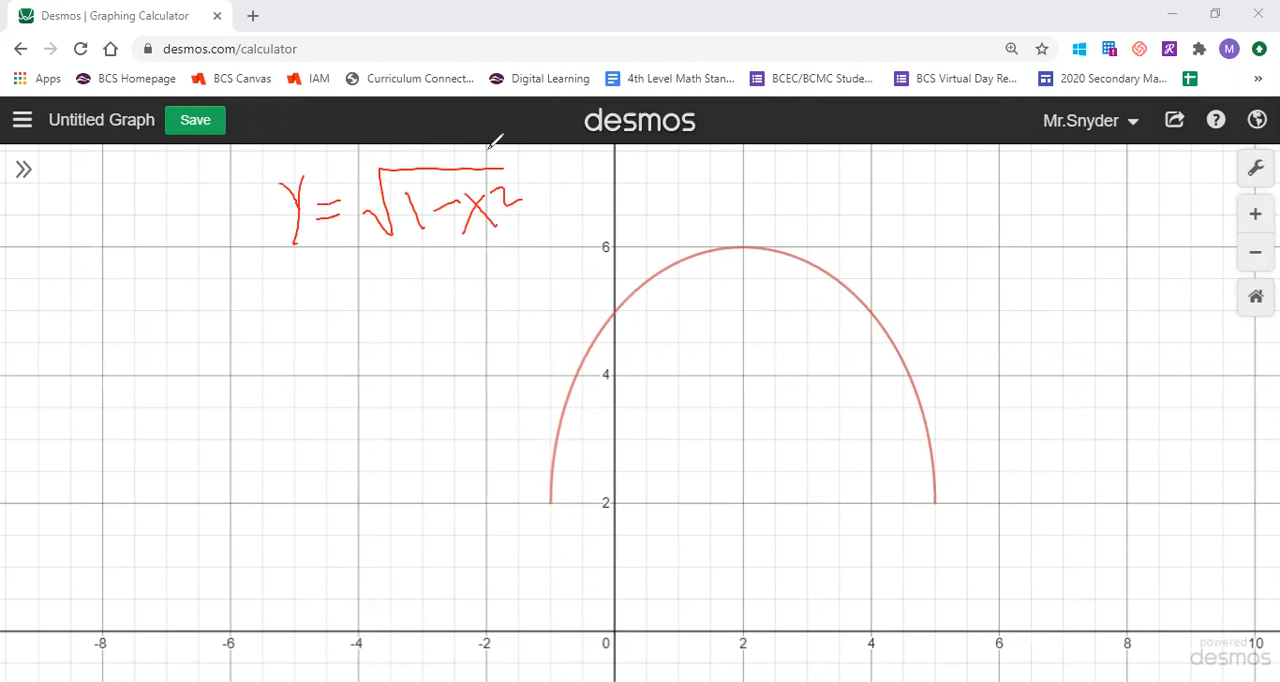 Desmos | Graphing Calculator
desmos.com/calculator
M
Apps BCS Homepage BCS Canvas IAM Curriculum Connect... Digital Learning 4th Level Math Stan... BCEC/BCMC Stude... BCS Virtual Day Re... 2020 Secondary Ma... »
Untitled Graph Save desmos Mr.Snyder
y = √1-x²
6
4
2
-8 -6 -4 -2 0 2 4 6 8 10
powered by
desmos